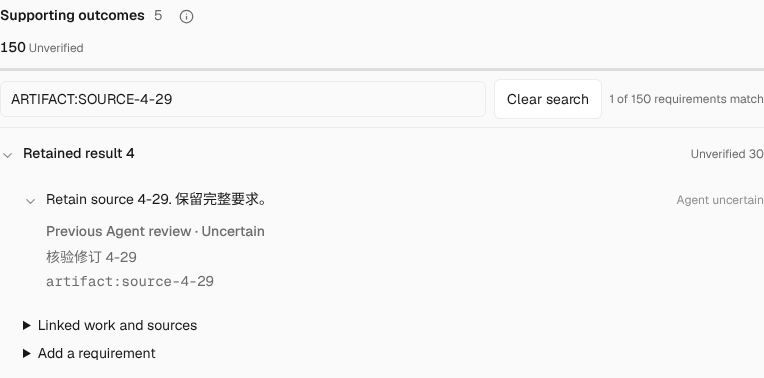 Supporting outcomes 5
150 Unverified
ARTIFACT:SOURCE-4-29 Clear search 1 of 150 requirements match
Retained result 4 Unverified 30
Retain source 4-29. 保留完整要求。 Agent uncertain
Previous Agent review · Uncertain
核验修订 4-29
artifact:source-4-29
Linked work and sources
Add a requirement